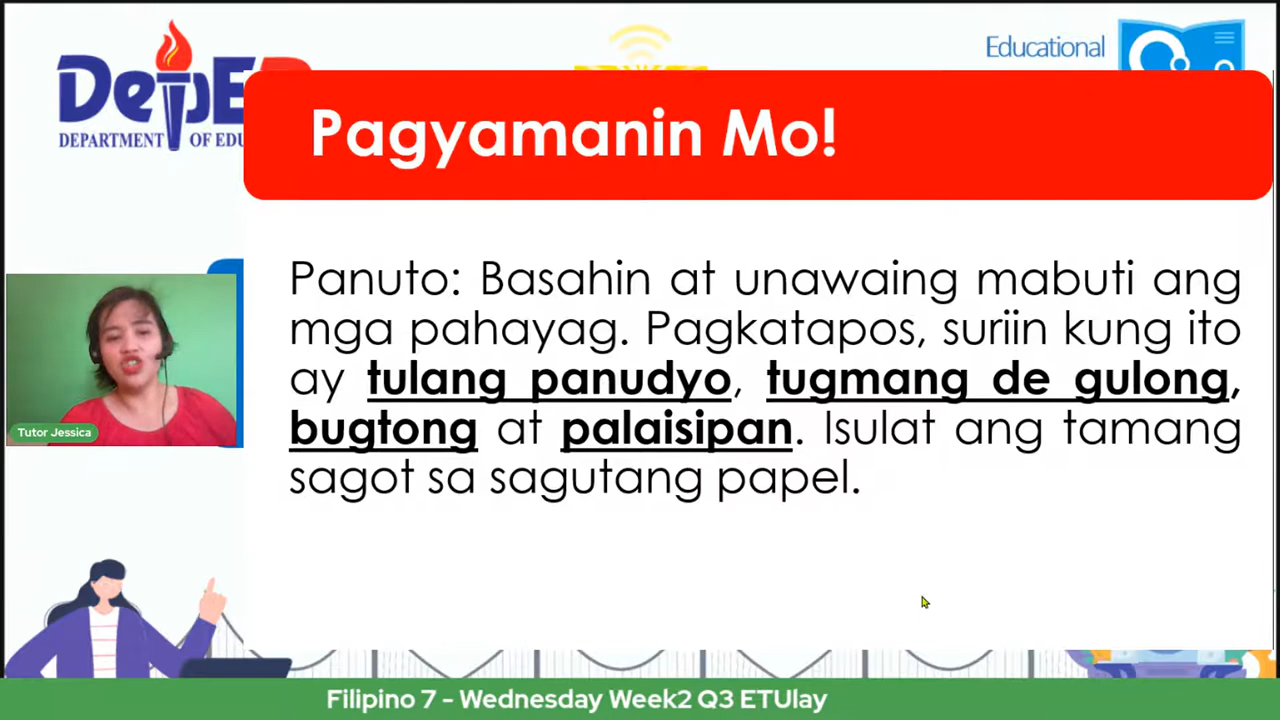 DepE
DEPARTMENT OF EDU
Educational
Pagyamanin Mo!
Panuto: Basahin at unawaing mabuti ang
mga pahayag. Pagkatapos, suriin kung ito
ay tulang panudyo, tugmang de gulong,
bugtong at palaisipan. Isulat ang tamang
sagot sa sagutang papel.
Tutor Jessica
Filipino 7 - Wednesday Week2 Q3 ETUlay